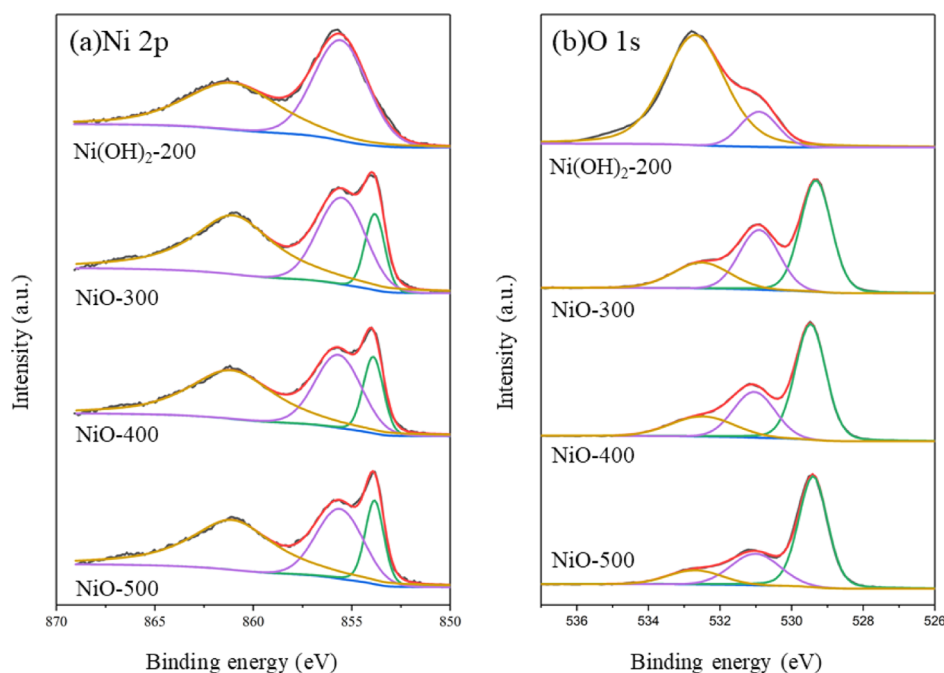 (a)Ni 2p
Ni(OH)₂-200
NiO-300
NiO-400
NiO-500
Intensity (a.u.)
870 865 860 855 850
Binding energy (eV)
(b)O 1s
Ni(OH)₂-200
NiO-300
NiO-400
NiO-500
Intensity (a.u.)
536 534 532 530 528 526
Binding energy (eV)